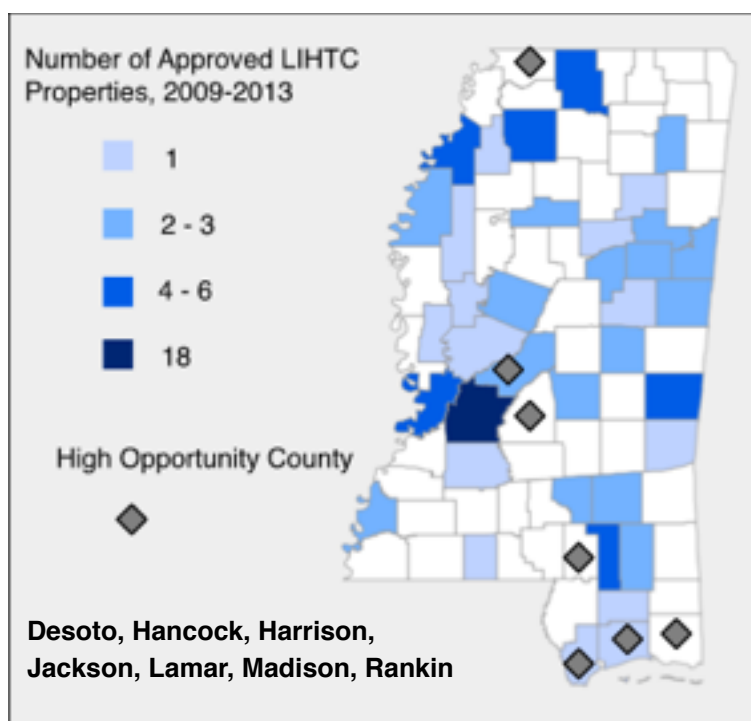 Number of Approved LIHTC
Properties, 2009-2013
1
2 - 3
4 - 6
18
High Opportunity County
Desoto, Hancock, Harrison,
Jackson, Lamar, Madison, Rankin